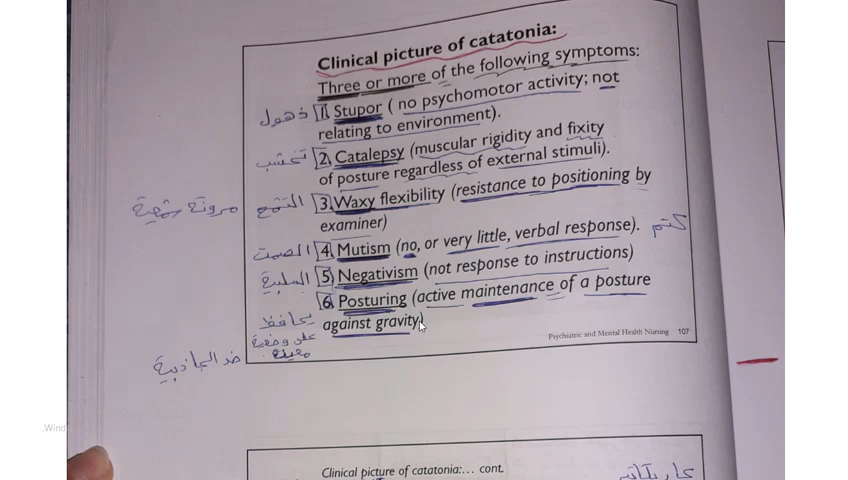 Clinical picture of catatonia:
Three or more of the following symptoms:
ذهول 1. Stupor ( no psychomotor activity; not
relating to environment).
تخشب 2. Catalepsy (muscular rigidity and fixity
of posture regardless of external stimuli).
مرونة شمعية التشمع 3. Waxy flexibility (resistance to positioning by
examiner)
الصمت 4. Mutism (no, or very little, verbal response). كتم
السلبية 5. Negativism (not response to instructions)
6. Posturing (active maintenance of a posture
يحافظ against gravity)
على وضعية
معينة
ضد الجاذبية
Psychiatric and Mental Health Nursing 107
.Wind
Clinical picture of catatonia:... cont.